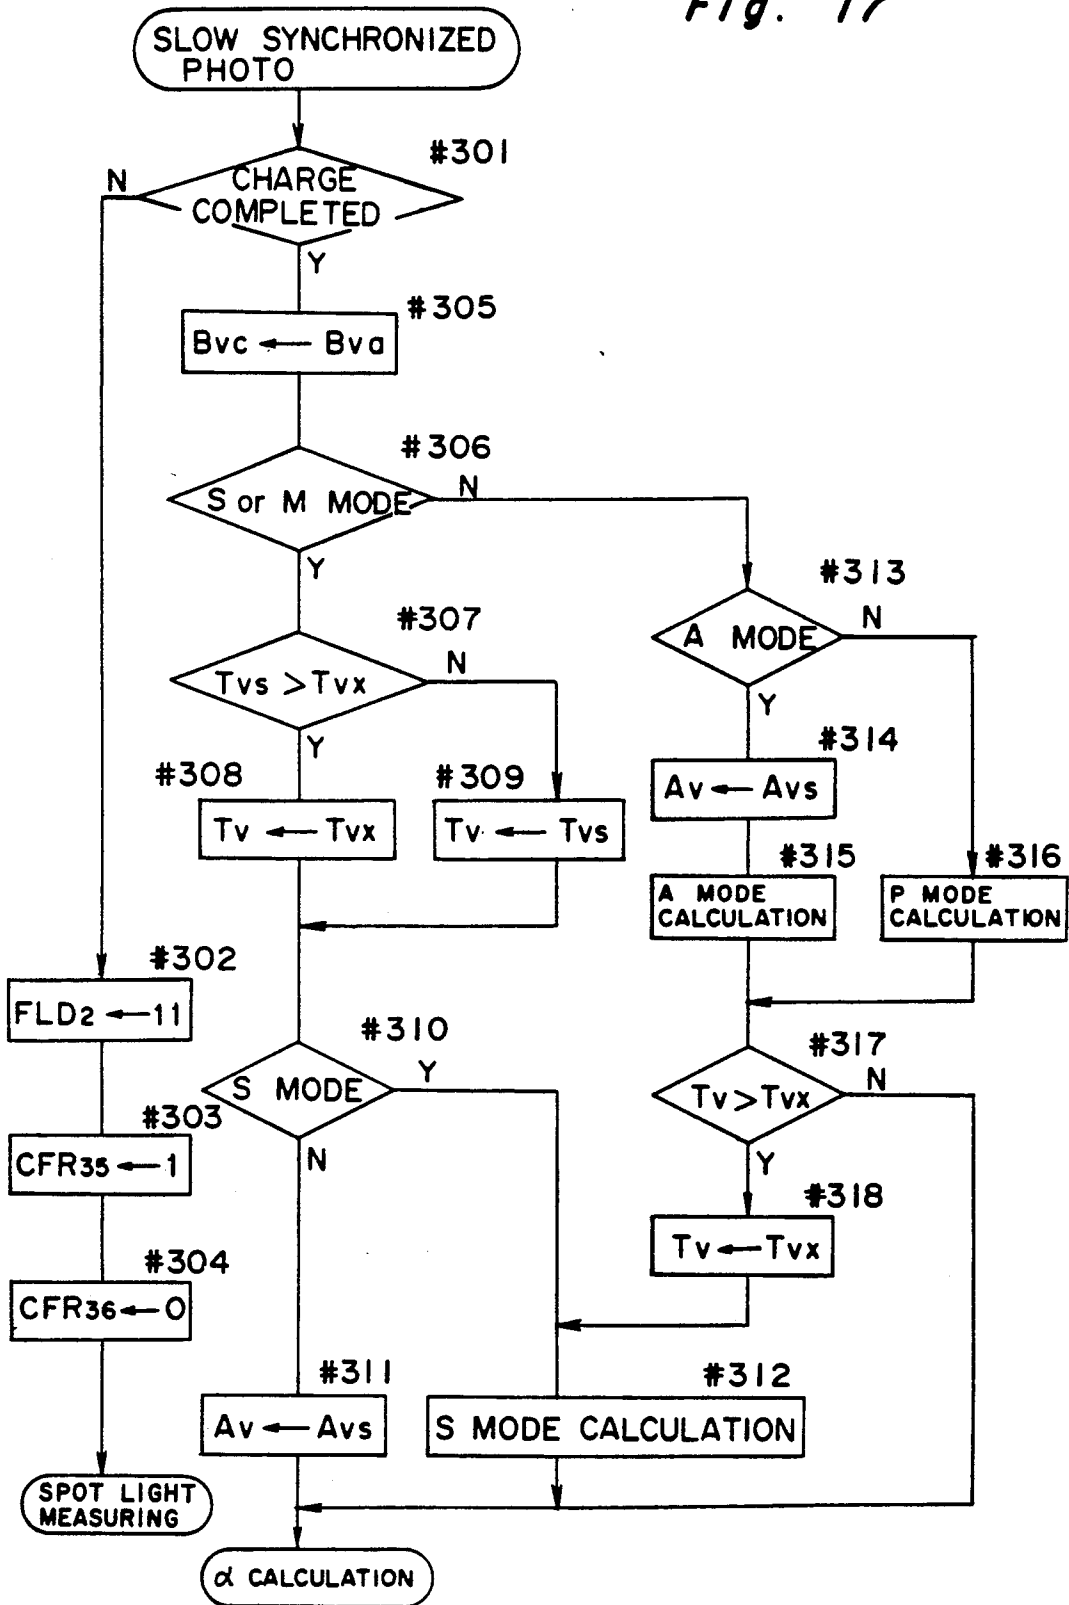 Fig. 17
SLOW SYNCHRONIZED
PHOTO
#301
N
CHARGE
COMPLETED
Y
#305
Bvc ← Bva
#306
S or M MODE
N
Y
#313
A MODE
N
#307
Tvs > Tvx
N
Y
Y
#314
Av ← Avs
#308
Tv ← Tvx
#309
Tv ← Tvs
#315
A MODE
CALCULATION
#316
P MODE
CALCULATION
#302
FLD2 ← 11
#310
S MODE
Y
N
#317
Tv > Tvx
N
Y
#303
CFR35 ← 1
#318
Tv ← Tvx
#304
CFR36 ← 0
#311
Av ← Avs
#312
S MODE CALCULATION
SPOT LIGHT
MEASURING
α CALCULATION